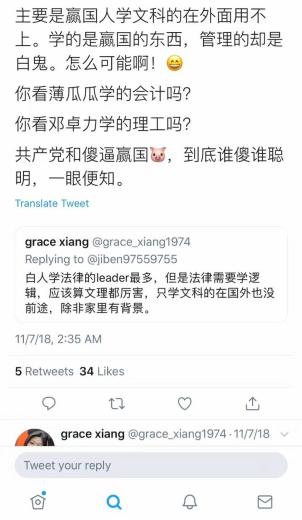 主要是赢国人学文科的在外面用不
上。学的是赢国的东西，管理的却是
白鬼。怎么可能啊！😄
你看薄瓜瓜学的会计吗？
你看邓卓力学的理工吗？
共产党和傻逼赢国🐷，到底谁傻谁聪
明，一眼便知。
Translate Tweet
grace xiang @grace_xiang1974
Replying to @jiben97559755
白人学法律的leader最多，但是法律需要学逻
辑，应该算文理都厉害，只学文科的在国外也没
前途，除非家里有背景。
11/7/18, 2:35 AM
5 Retweets 34 Likes
grace xiang @grace_xiang1974 · 11/7/18
Tweet your reply